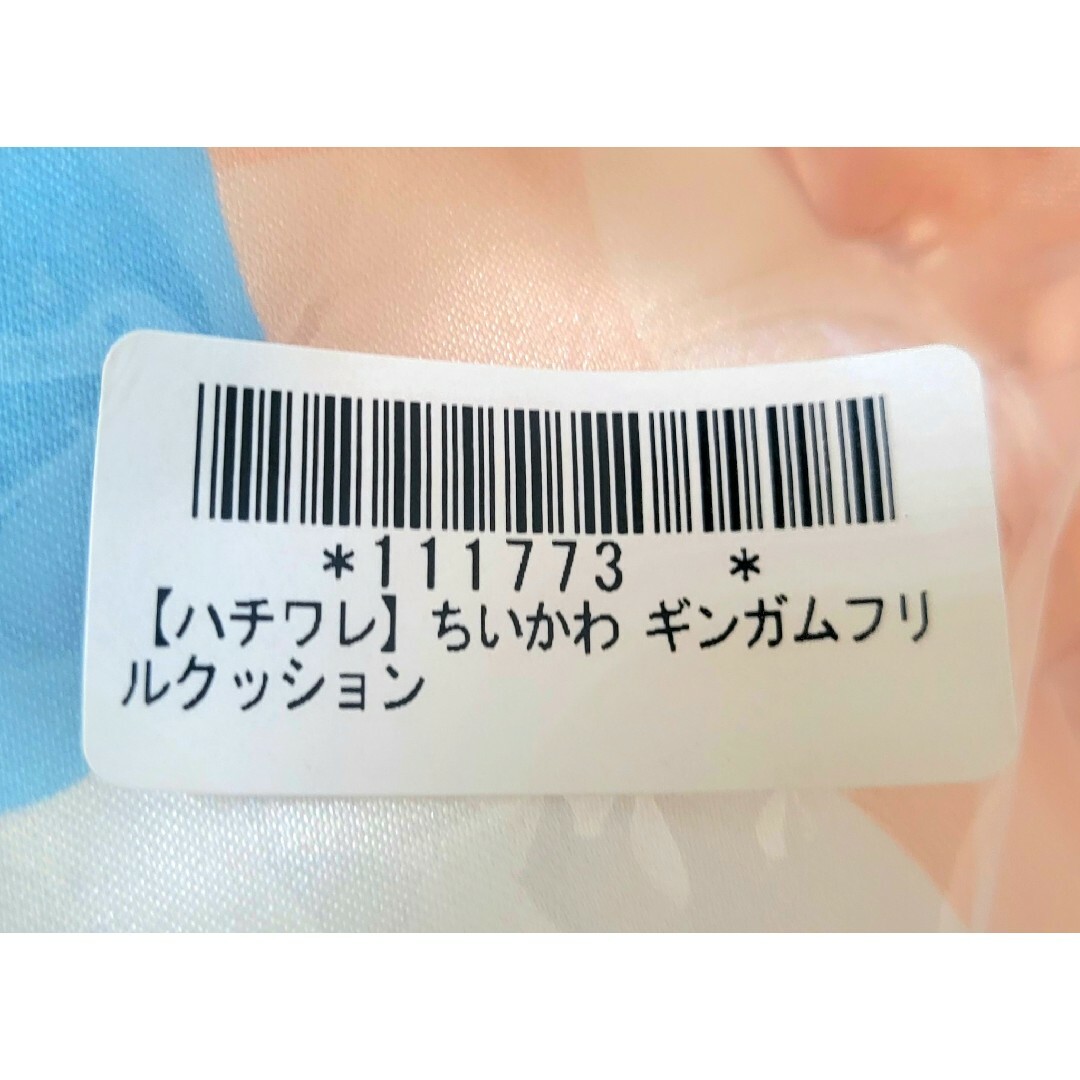 *111773   *
【ハチワレ】ちいかわ ギンガムフリ
ルクッション